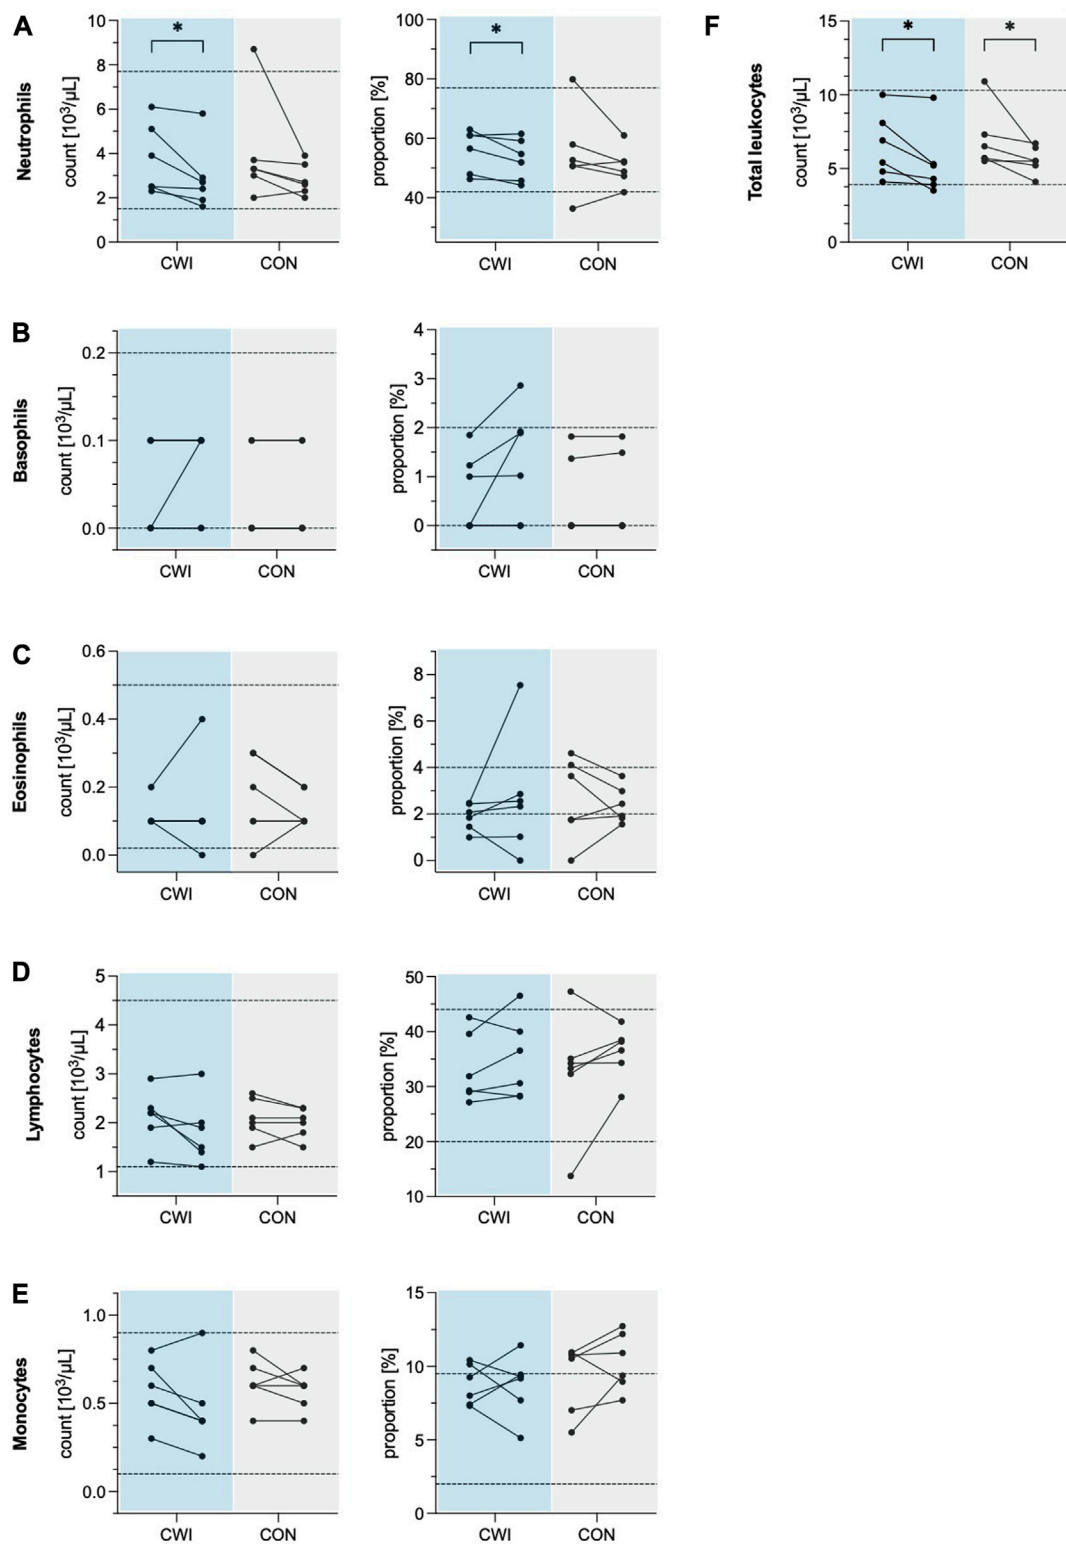 A
Neutrophils
count [10³/μL]
10
8
6
4
2
0
*
CWI
CON
proportion [%]
100
80
60
40
*
CWI
CON
F
Total leukocytes
count [10³/μL]
15
10
5
0
*
*
CWI
CON
B
Basophils
count [10³/μL]
0.2
0.1
0.0
CWI
CON
proportion [%]
4
3
2
1
0
CWI
CON
C
Eosinophils
count [10³/μL]
0.6
0.4
0.2
0.0
CWI
CON
proportion [%]
8
6
4
2
0
CWI
CON
D
Lymphocytes
count [10³/μL]
5
4
3
2
1
CWI
CON
proportion [%]
50
40
30
20
10
CWI
CON
E
Monocytes
count [10³/μL]
1.0
0.5
0.0
CWI
CON
proportion [%]
15
10
5
0
CWI
CON